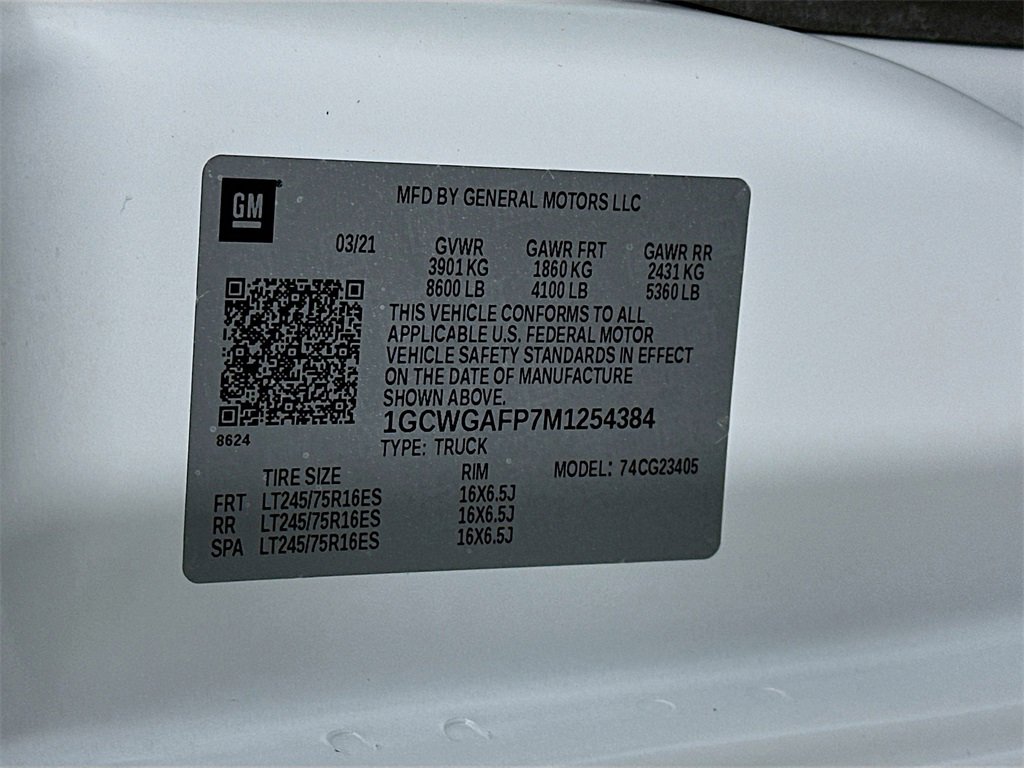 GM
MFD BY GENERAL MOTORS LLC
03/21 GVWR GAWR FRT GAWR RR
3901 KG 1860 KG 2431 KG
8600 LB 4100 LB 5360 LB
THIS VEHICLE CONFORMS TO ALL
APPLICABLE U.S. FEDERAL MOTOR
VEHICLE SAFETY STANDARDS IN EFFECT
ON THE DATE OF MANUFACTURE
SHOWN ABOVE.
1GCWGAFP7M1254384
8624
TYPE: TRUCK
TIRE SIZE RIM MODEL: 74CG23405
FRT LT245/75R16ES 16X6.5J
RR LT245/75R16ES 16X6.5J
SPA LT245/75R16ES 16X6.5J